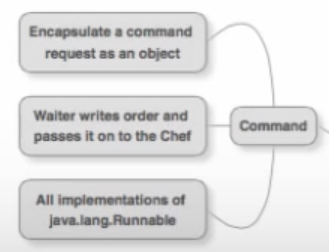 Encapsulate a command
request as an object
Waiter writes order and
passes it on to the Chef
Command
All implementations of
java.lang.Runnable